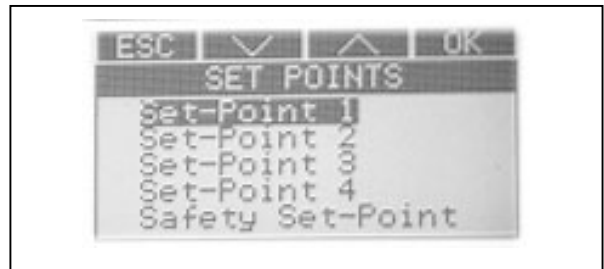 ESC OK
SET POINTS
Set-Point 1
Set-Point 2
Set-Point 3
Set-Point 4
Safety Set-Point